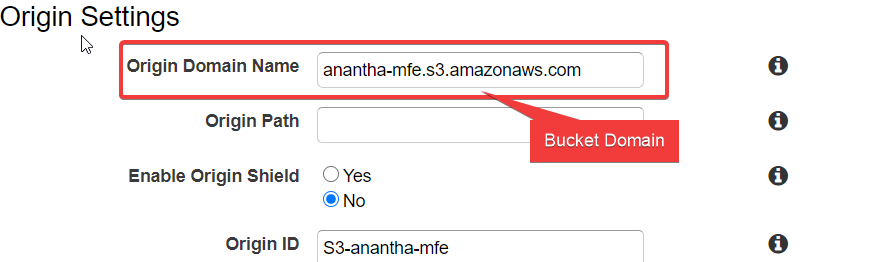 Origin Settings
Origin Domain Name anantha-mfe.s3.amazonaws.com
Origin Path
Bucket Domain
Enable Origin Shield Yes
No
Origin ID S3-anantha-mfe